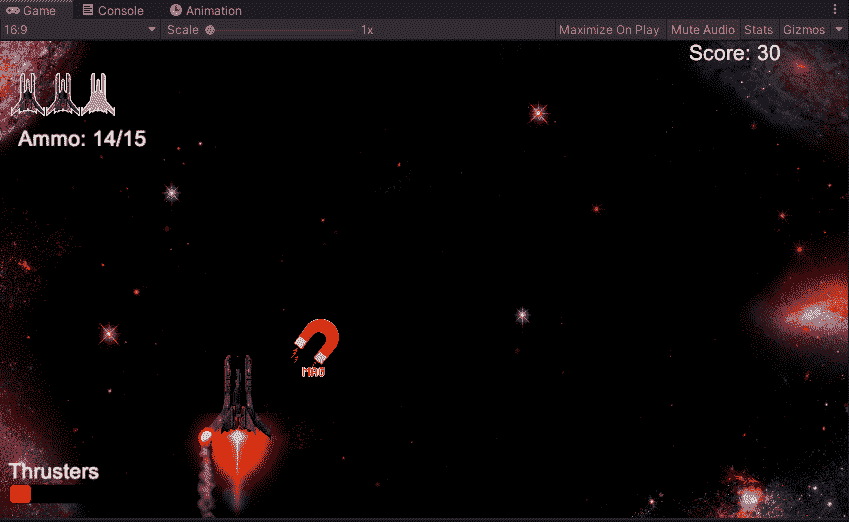 Game Console Animation
16:9 Scale 1x Maximize On Play Mute Audio Stats Gizmos
Score: 30
Ammo: 14/15
MAG
Thrusters